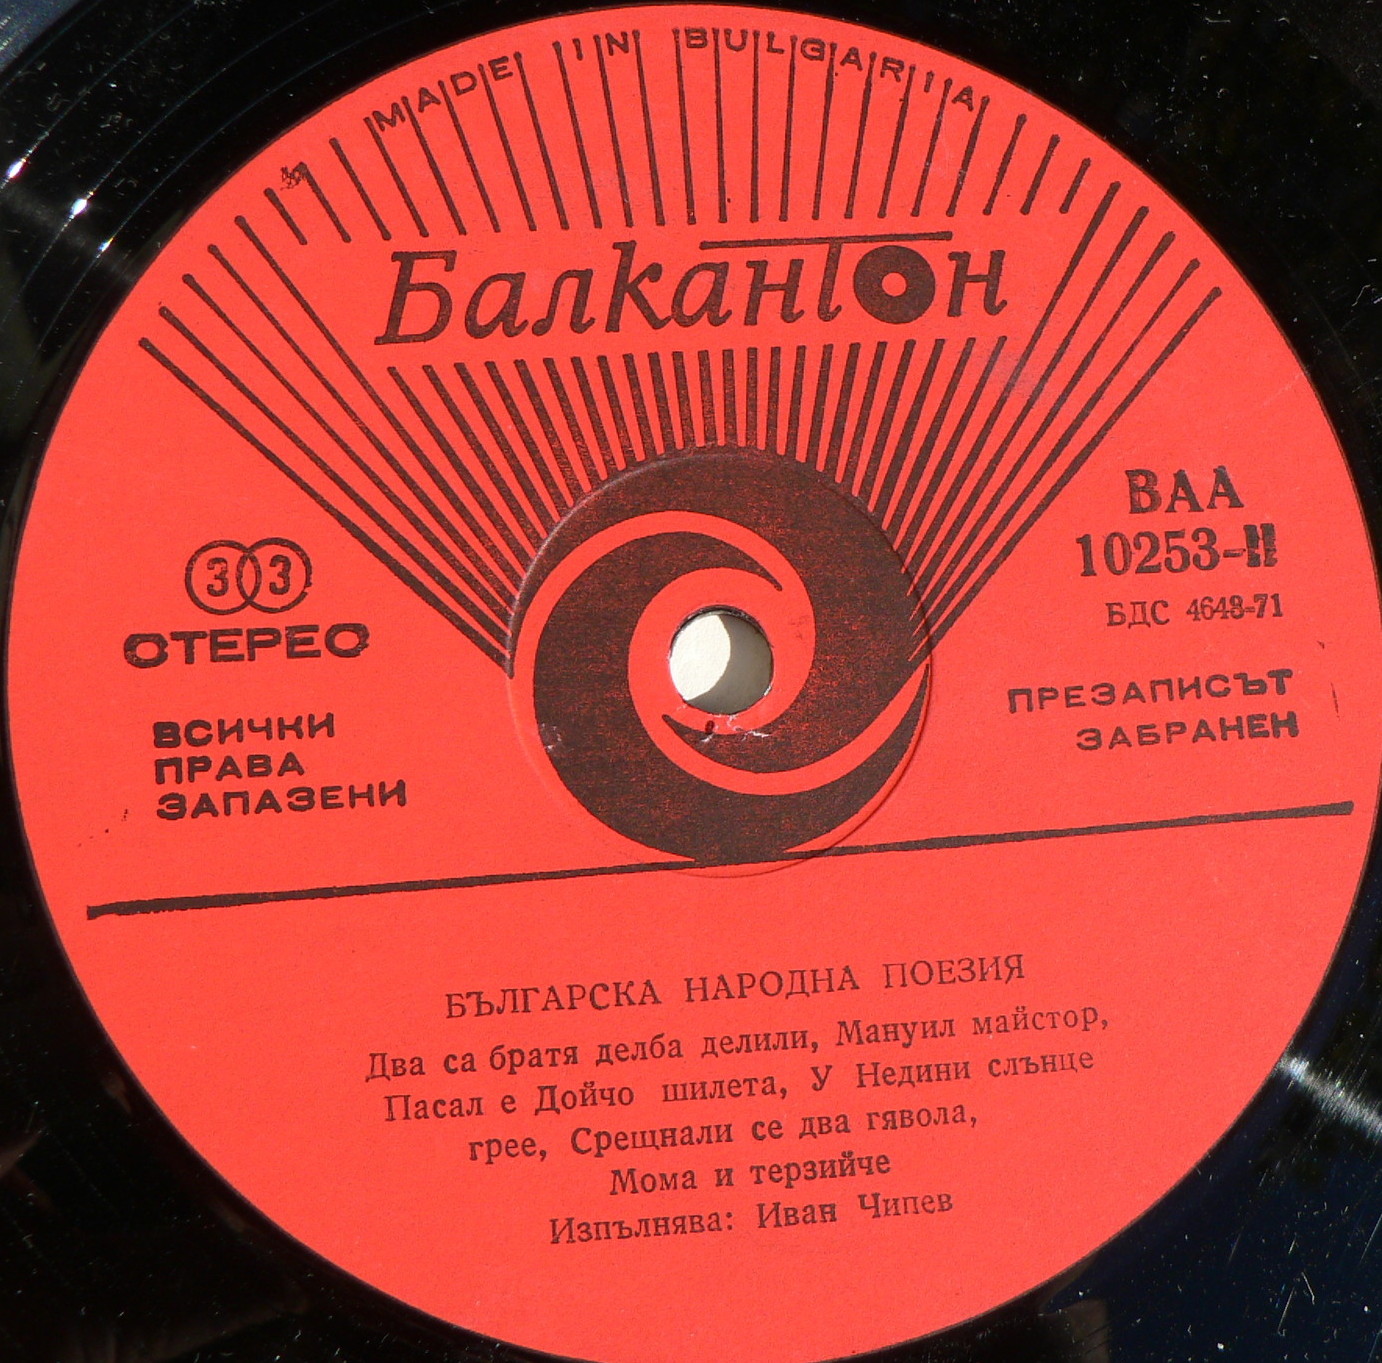 MADE IN BULGARIA
Балкантон
33
СТЕРЕО
ВСИЧКИ
ПРАВА
ЗАПАЗЕНИ
ВАА
10253-II
БДС 4643-71
ПРЕЗАПИСЪТ
ЗАБРАНЕН
БЪЛГАРСКА НАРОДНА ПОЕЗИЯ
Два са братя делба делили, Мануил майстор,
Пасал е Дойчо шилета, У Недини слънце
грее, Срещнали се два гявола,
Мома и терзийче
Изпълнява: Иван Чипев